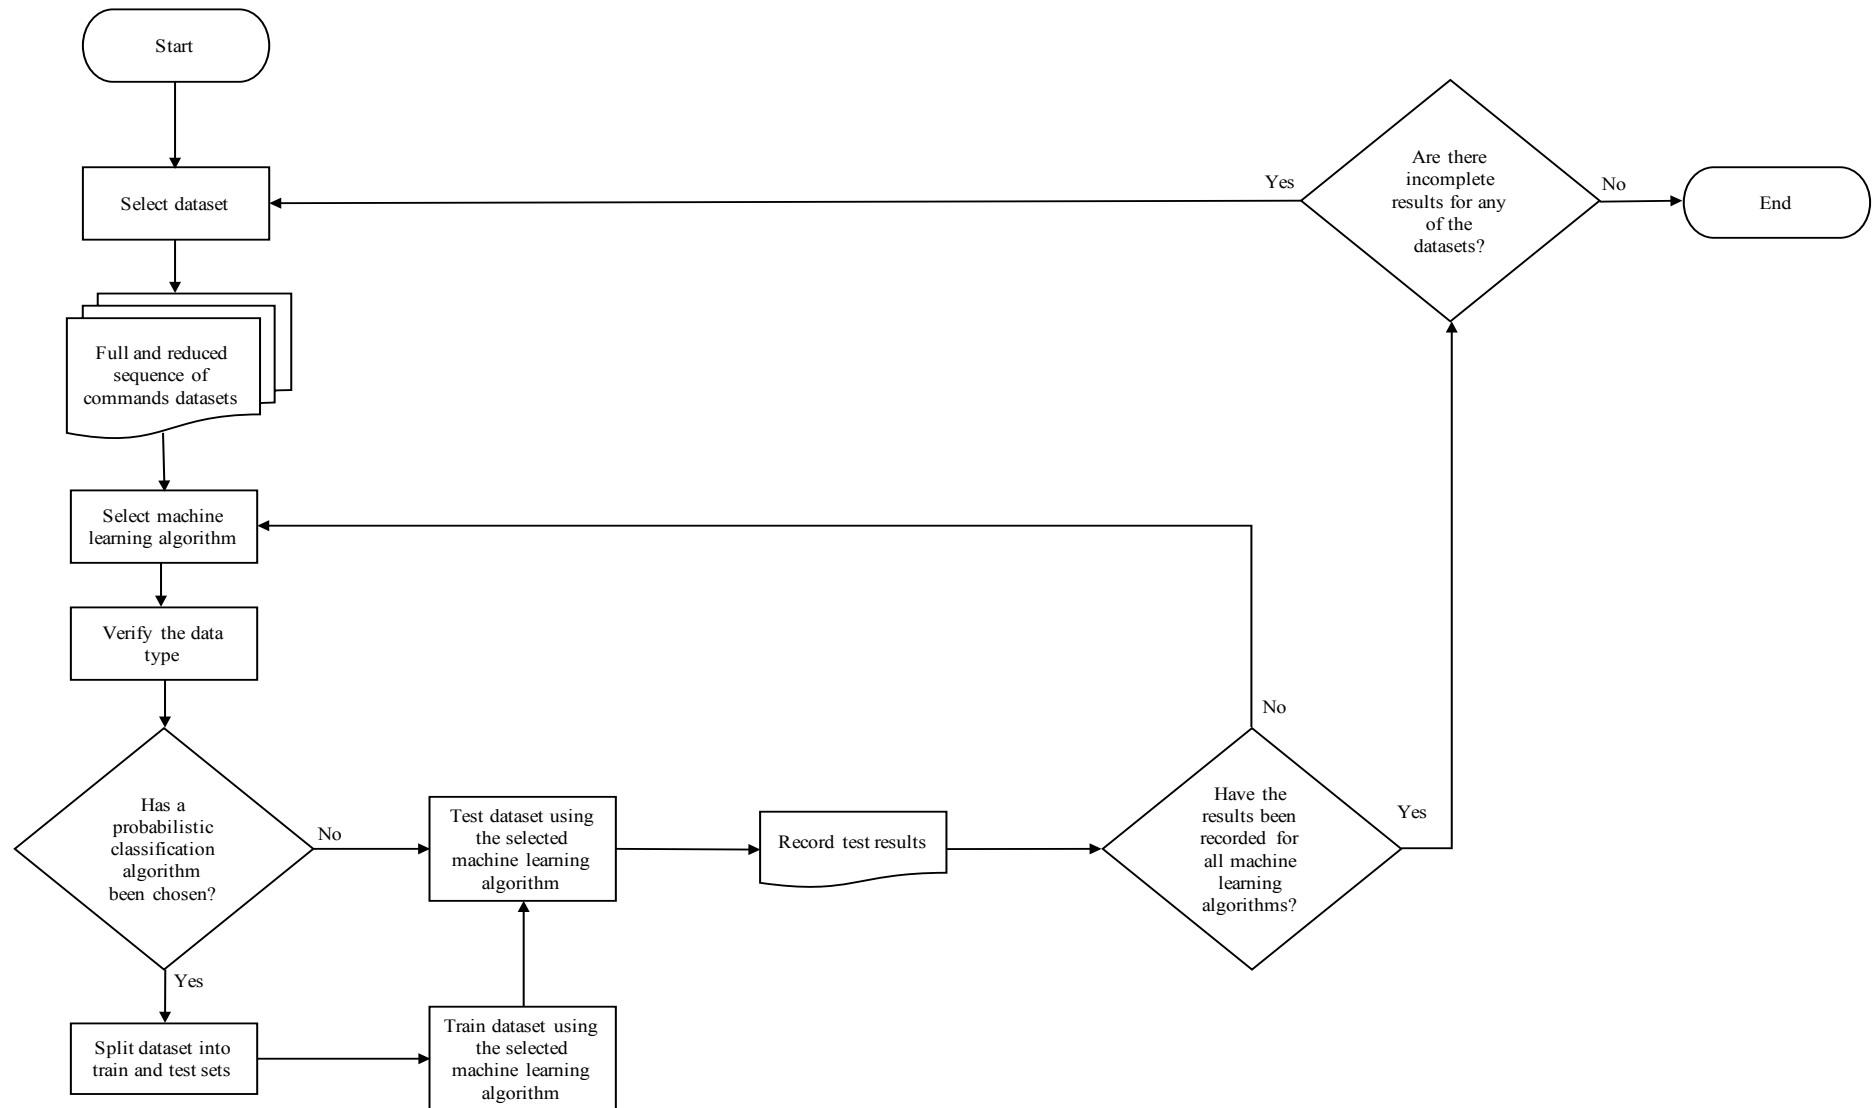 Start
Select dataset
Full and reduced
sequence of
commands datasets
Select machine
learning algorithm
Verify the data
type
Has a
probabilistic
classification
algorithm
been chosen?
No
Yes
Split dataset into
train and test sets
Train dataset using
the selected
machine learning
algorithm
Test dataset using
the selected
machine learning
algorithm
Record test results
Have the
results been
recorded for
all machine
learning
algorithms?
No
Yes
Are there
incomplete
results for any
of the
datasets?
Yes
No
End